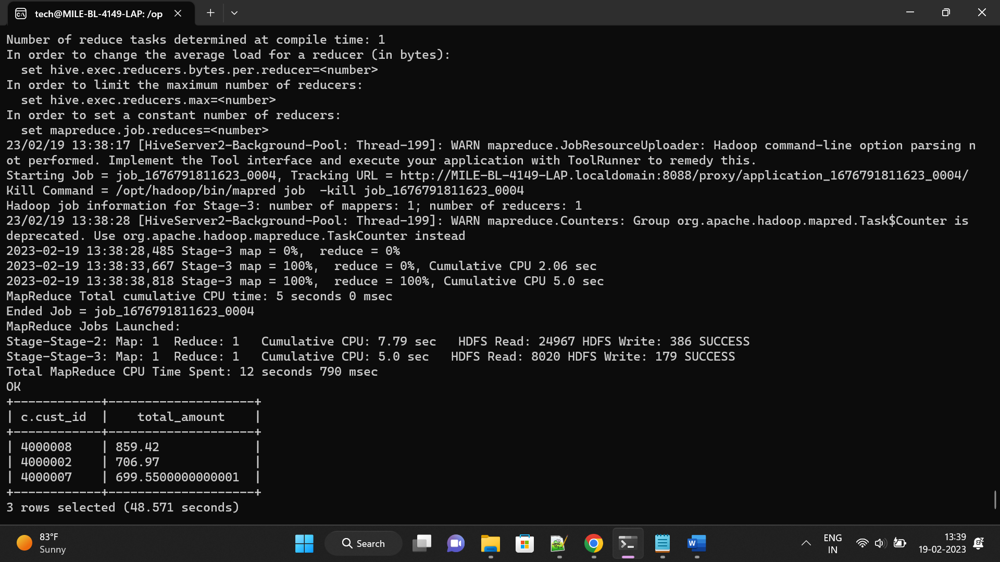 tech@MILE-BL-4149-LAP: /op
Number of reduce tasks determined at compile time: 1
In order to change the average load for a reducer (in bytes):
  set hive.exec.reducers.bytes.per.reducer=<number>
In order to limit the maximum number of reducers:
  set hive.exec.reducers.max=<number>
In order to set a constant number of reducers:
  set mapreduce.job.reduces=<number>
23/02/19 13:38:17 [HiveServer2-Background-Pool: Thread-199]: WARN mapreduce.JobResourceUploader: Hadoop command-line option parsing n
ot performed. Implement the Tool interface and execute your application with ToolRunner to remedy this.
Starting Job = job_1676791811623_0004, Tracking URL = http://MILE-BL-4149-LAP.localdomain:8088/proxy/application_1676791811623_0004/
Kill Command = /opt/hadoop/bin/mapred job  -kill job_1676791811623_0004
Hadoop job information for Stage-3: number of mappers: 1; number of reducers: 1
23/02/19 13:38:28 [HiveServer2-Background-Pool: Thread-199]: WARN mapreduce.Counters: Group org.apache.hadoop.mapred.Task$Counter is
deprecated. Use org.apache.hadoop.mapreduce.TaskCounter instead
2023-02-19 13:38:28,485 Stage-3 map = 0%,  reduce = 0%
2023-02-19 13:38:33,667 Stage-3 map = 100%,  reduce = 0%, Cumulative CPU 2.06 sec
2023-02-19 13:38:38,818 Stage-3 map = 100%,  reduce = 100%, Cumulative CPU 5.0 sec
MapReduce Total cumulative CPU time: 5 seconds 0 msec
Ended Job = job_1676791811623_0004
MapReduce Jobs Launched:
Stage-Stage-2: Map: 1  Reduce: 1   Cumulative CPU: 7.79 sec   HDFS Read: 24967 HDFS Write: 386 SUCCESS
Stage-Stage-3: Map: 1  Reduce: 1   Cumulative CPU: 5.0 sec   HDFS Read: 8020 HDFS Write: 179 SUCCESS
Total MapReduce CPU Time Spent: 12 seconds 790 msec
OK
+------------+--------------------+
| c.cust_id  |    total_amount    |
+------------+--------------------+
| 4000008    | 859.42             |
| 4000002    | 706.97             |
| 4000007    | 699.5500000000001  |
+------------+--------------------+
3 rows selected (48.571 seconds)
83°F
Sunny
Search
ENG
IN
13:39
19-02-2023